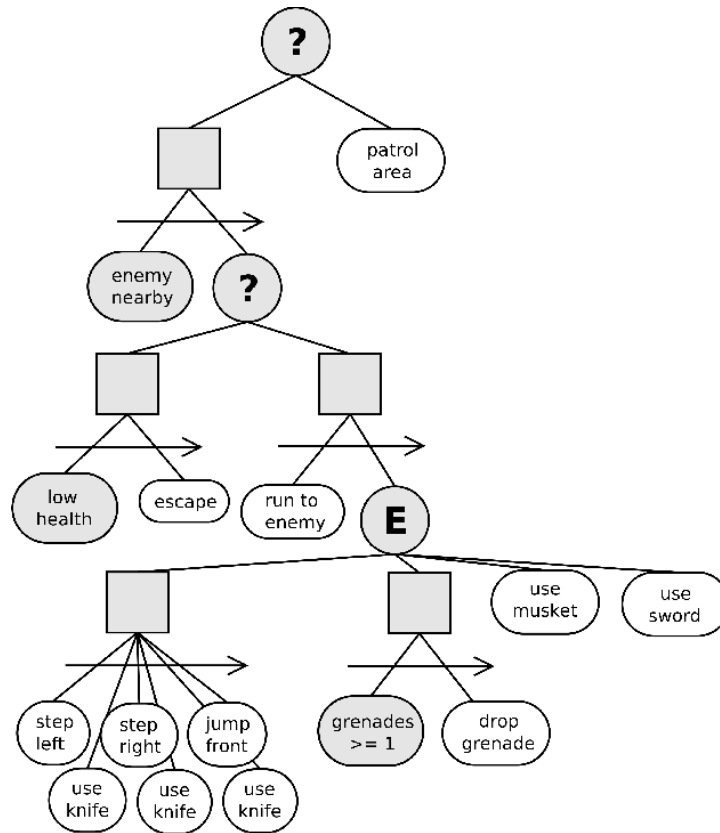 ?
patrol
area
enemy
nearby
?
low
health
escape
run to
enemy
E
use
musket
use
sword
step
left
step
right
jump
front
grenades
>= 1
drop
grenade
use
knife
use
knife
use
knife